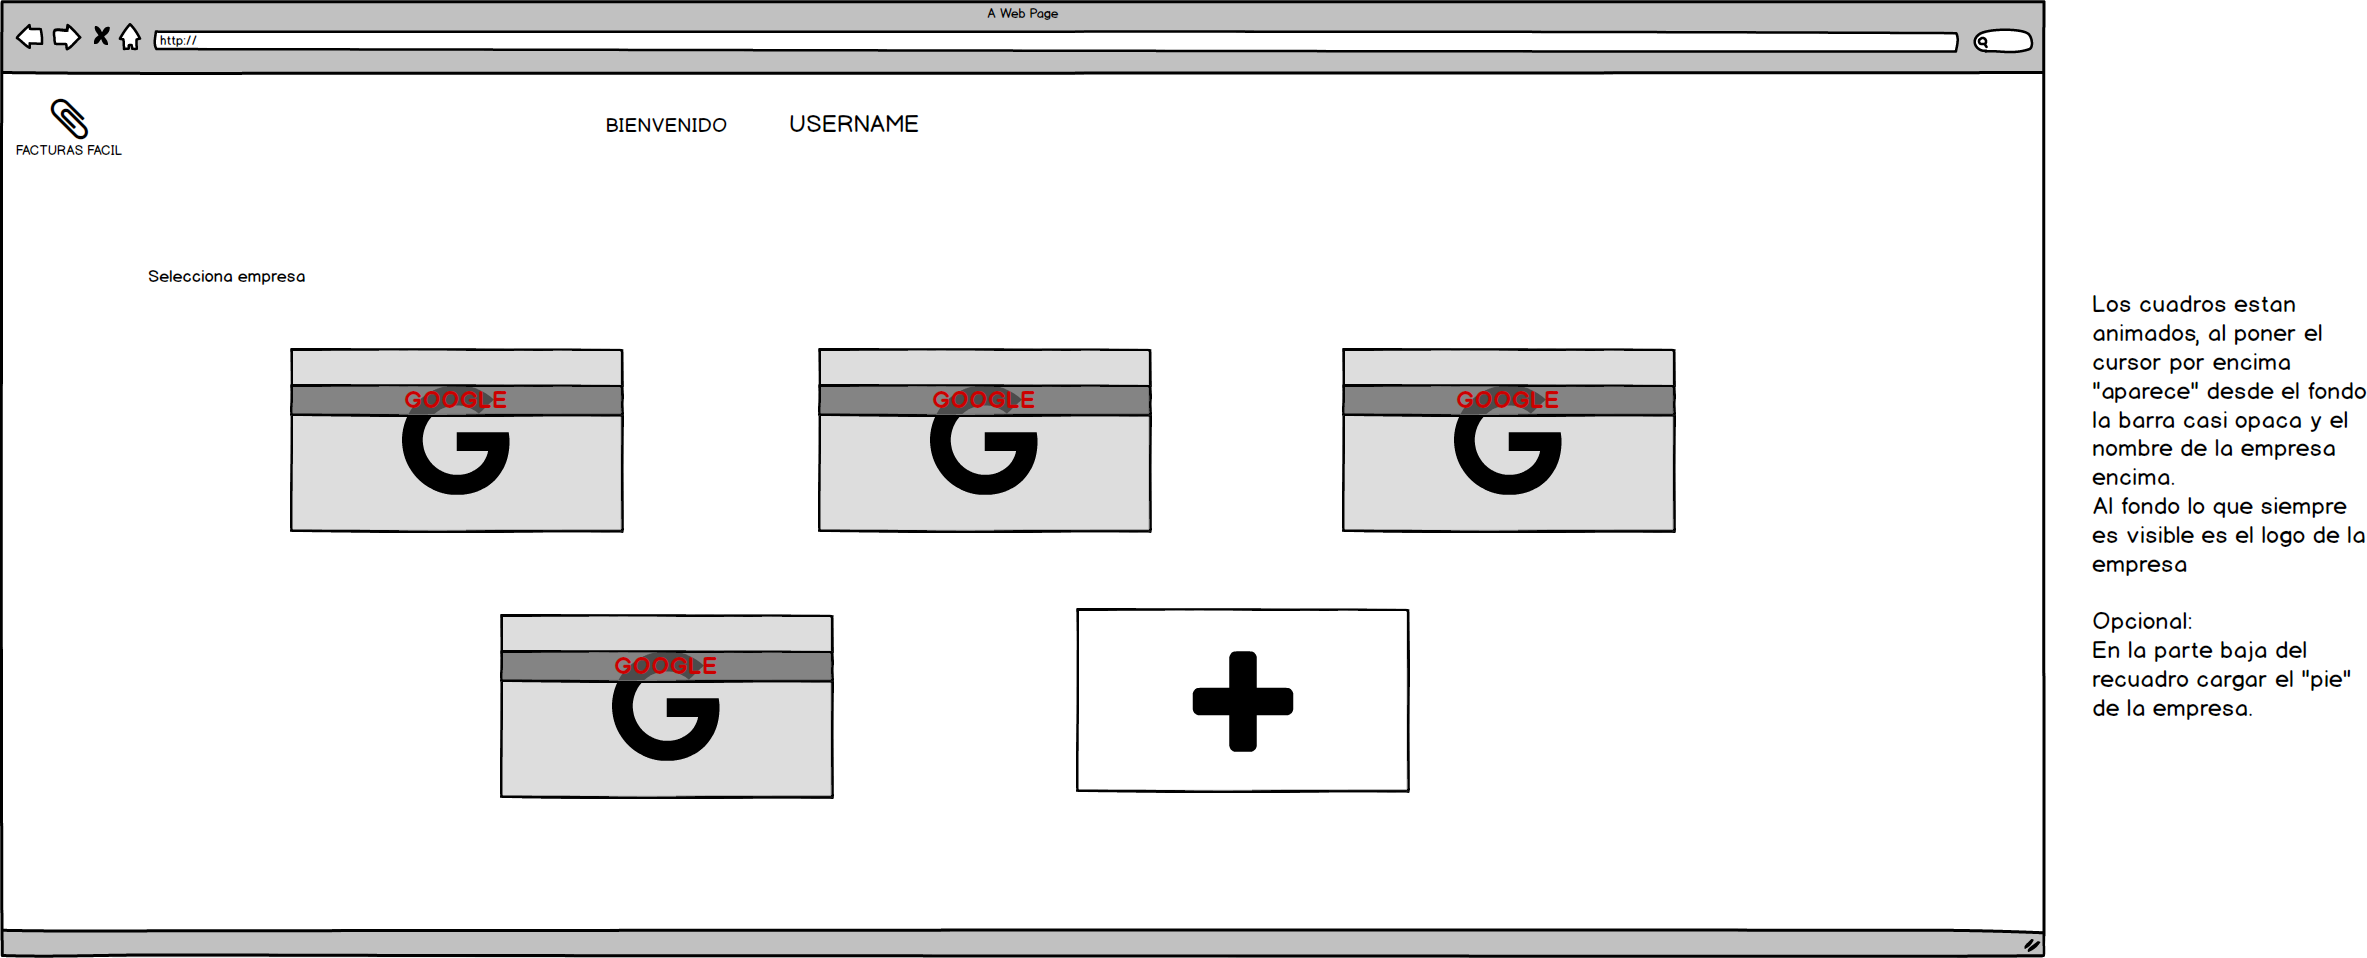 A Web Page
http://
BIENVENIDO USERNAME
FACTURAS FACIL
Selecciona empresa
GOOGLE GOOGLE GOOGLE
GOOGLE
Los cuadros estan
animados, al poner el
cursor por encima
"aparece" desde el fondo
la barra casi opaca y el
nombre de la empresa
encima.
Al fondo lo que siempre
es visible es el logo de la
empresa
Opcional:
En la parte baja del
recuadro cargar el "pie"
de la empresa.